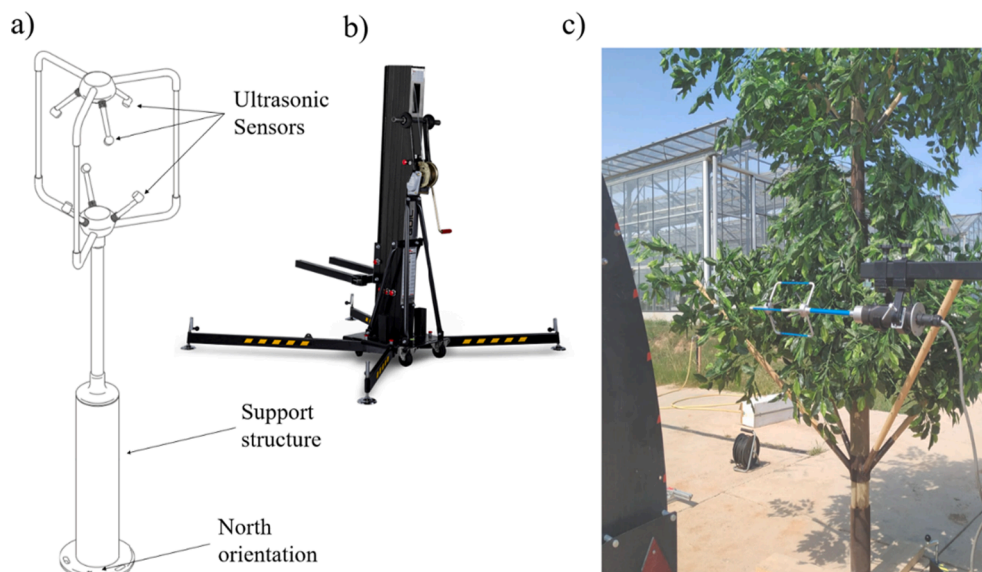 a)
b)
c)
Ultrasonic
Sensors
Support
structure
North
orientation